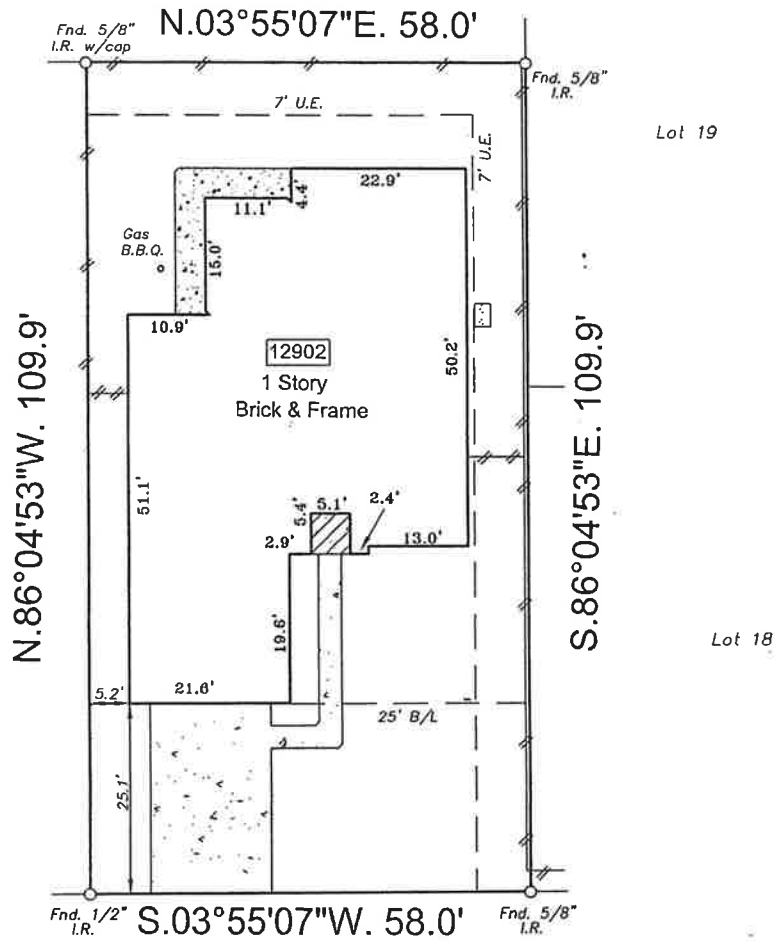 N.03°55'07"E. 58.0'
Fnd. 5/8"
I.R. w/cap
Fnd. 5/8"
I.R.
7' U.E.
7' U.E.
Lot 19
22.9'
4.4'
11.1'
15.0'
Gas
B.B.Q.
10.9'
12902
1 Story
Brick & Frame
50.2'
N.86°04'53"W. 109.9'
S.86°04'53"E. 109.9'
51.1'
5.4'
5.1'
2.4'
2.9'
13.0'
19.6'
Lot 18
5.2'
21.6'
25' B/L
25.1'
Fnd. 1/2"
I.R.
S.03°55'07"W. 58.0'
Fnd. 5/8"
I.R.